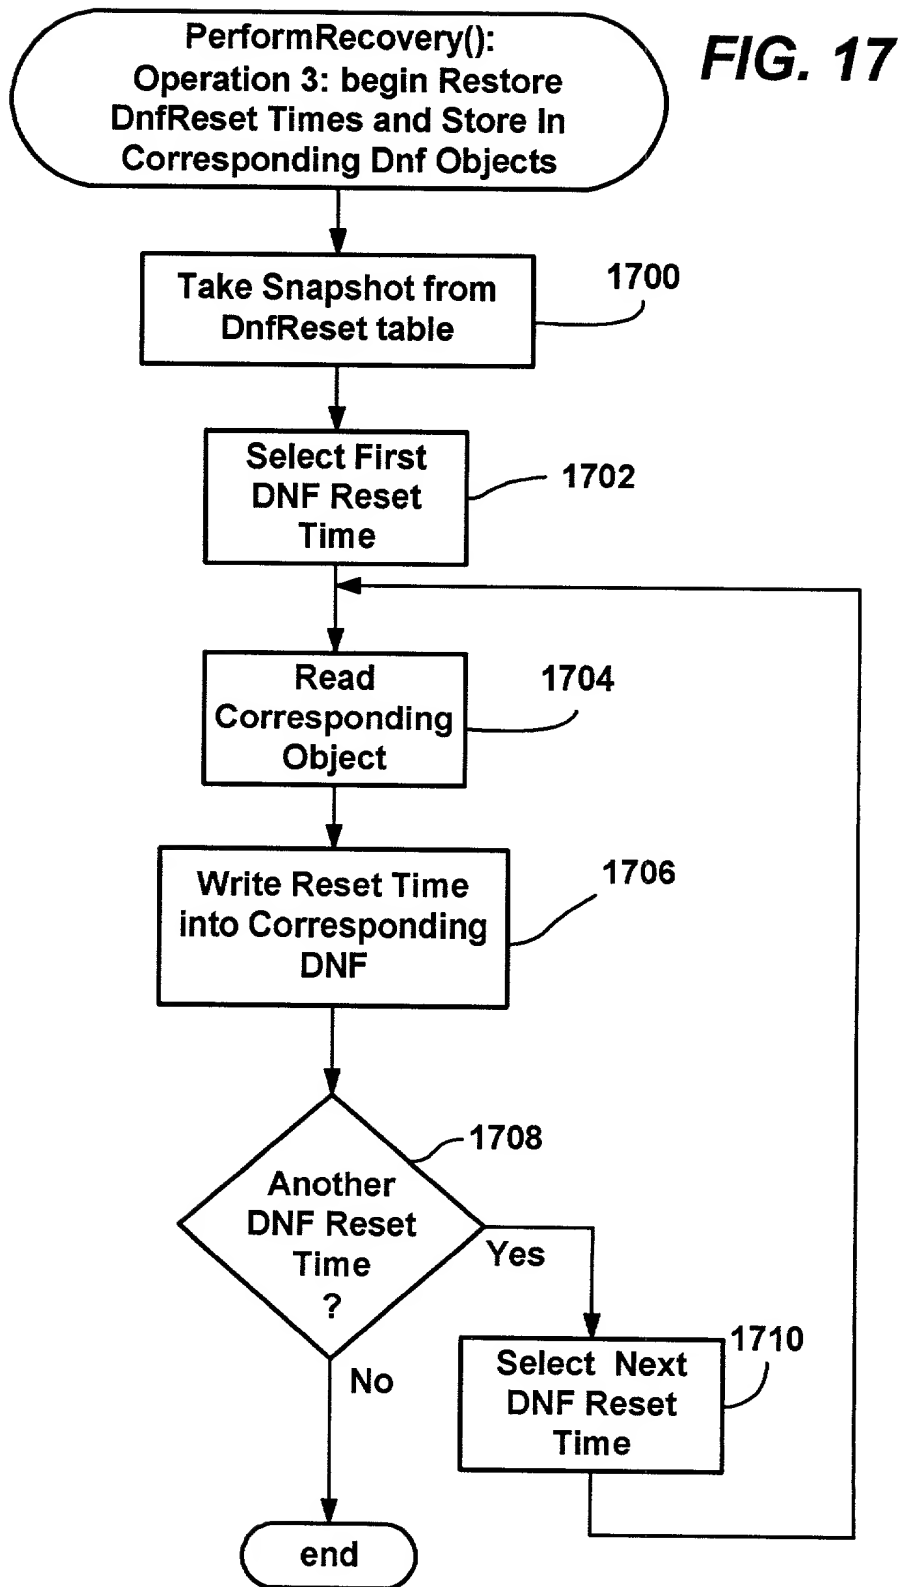 PerformRecovery():
Operation 3: begin Restore
DnfReset Times and Store In
Corresponding Dnf Objects
FIG. 17
Take Snapshot from
DnfReset table
1700
Select First
DNF Reset
Time
1702
Read
Corresponding
Object
1704
Write Reset Time
into Corresponding
DNF
1706
Another
DNF Reset
Time
?
1708
Yes
No
Select Next
DNF Reset
Time
1710
end